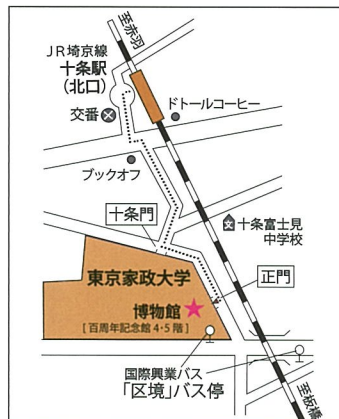 至赤羽
JR埼京線
十条駅
(北口)
交番
ドトールコーヒー
ブックオフ
十条門
文
十条富士見
中学校
東京家政大学
正門
博物館
[百周年記念館4・5階]
国際興業バス
「区境」バス停
至板橋